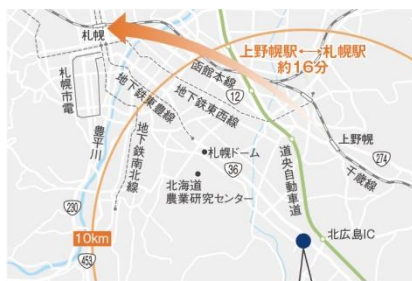 札幌
上野幌駅←→札幌駅
約16分
函館本線
12
札幌市電
地下鉄東豊線
地下鉄東西線
豊平川
地下鉄南北線
上野幌
274
札幌ドーム
36
道央自動車道
千歳線
北海道
農業研究センター
230
10km
北広島IC
453